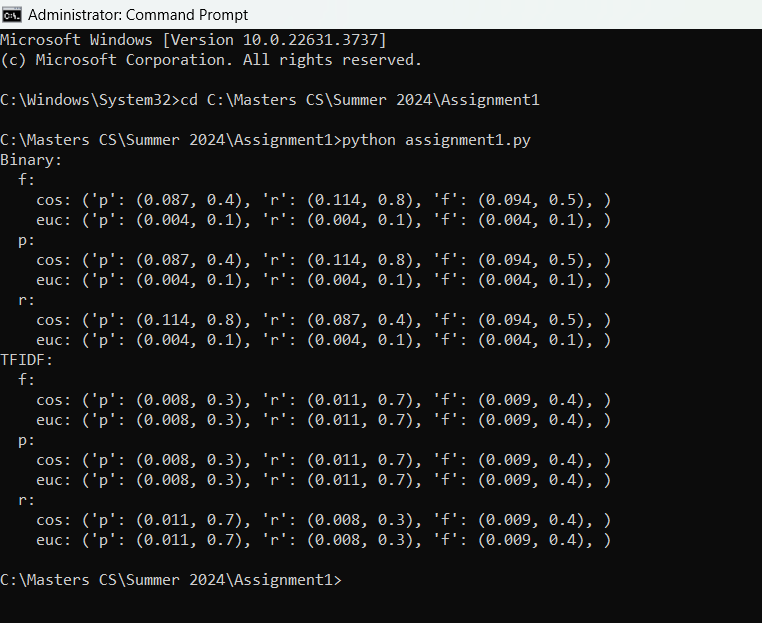 Administrator: Command Prompt
Microsoft Windows [Version 10.0.22631.3737]
(c) Microsoft Corporation. All rights reserved.
C:\Windows\System32>cd C:\Masters CS\Summer 2024\Assignment1
C:\Masters CS\Summer 2024\Assignment1>python assignment1.py
Binary:
  f:
    cos: ('p': (0.087, 0.4), 'r': (0.114, 0.8), 'f': (0.094, 0.5), )
    euc: ('p': (0.004, 0.1), 'r': (0.004, 0.1), 'f': (0.004, 0.1), )
  p:
    cos: ('p': (0.087, 0.4), 'r': (0.114, 0.8), 'f': (0.094, 0.5), )
    euc: ('p': (0.004, 0.1), 'r': (0.004, 0.1), 'f': (0.004, 0.1), )
  r:
    cos: ('p': (0.114, 0.8), 'r': (0.087, 0.4), 'f': (0.094, 0.5), )
    euc: ('p': (0.004, 0.1), 'r': (0.004, 0.1), 'f': (0.004, 0.1), )
TFIDF:
  f:
    cos: ('p': (0.008, 0.3), 'r': (0.011, 0.7), 'f': (0.009, 0.4), )
    euc: ('p': (0.008, 0.3), 'r': (0.011, 0.7), 'f': (0.009, 0.4), )
  p:
    cos: ('p': (0.008, 0.3), 'r': (0.011, 0.7), 'f': (0.009, 0.4), )
    euc: ('p': (0.008, 0.3), 'r': (0.011, 0.7), 'f': (0.009, 0.4), )
  r:
    cos: ('p': (0.011, 0.7), 'r': (0.008, 0.3), 'f': (0.009, 0.4), )
    euc: ('p': (0.011, 0.7), 'r': (0.008, 0.3), 'f': (0.009, 0.4), )
C:\Masters CS\Summer 2024\Assignment1>